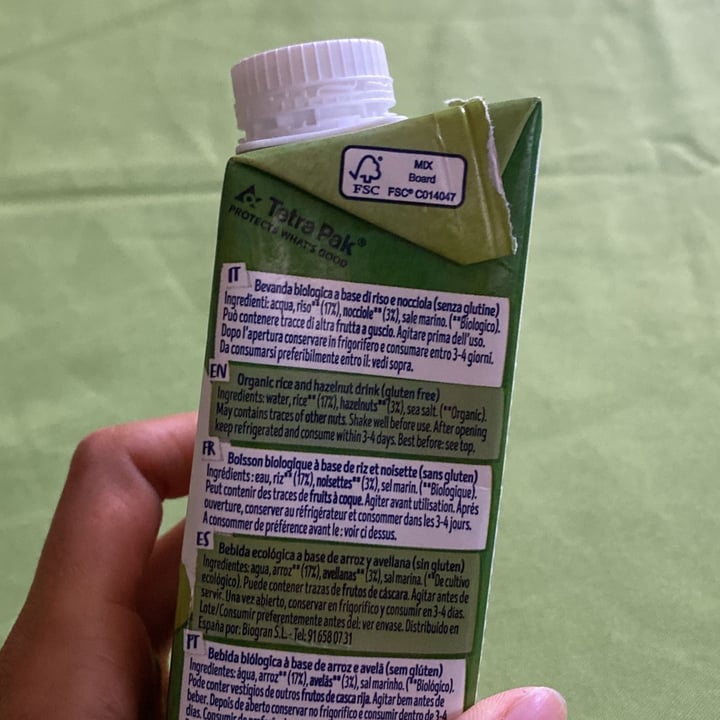 MIX
Board
FSC FSC® C014047
Tetra Pak®
PROTECTS WHAT'S GOOD
IT
Bevanda biologica a base di riso e nocciola (senza glutine)
Ingredienti: acqua, riso** (17%), nocciole** (3%), sale marino. (**Biologico).
Può contenere tracce di altra frutta a guscio. Agitare prima dell'uso.
Dopo l'apertura conservare in frigorifero e consumare entro 3-4 giorni.
Da consumarsi preferibilmente entro il: vedi sopra.
EN
Organic rice and hazelnut drink (gluten free)
Ingredients: water, rice** (17%), hazelnuts** (3%), sea salt. (**Organic).
May contains traces of other nuts. Shake well before use. After opening
keep refrigerated and consume within 3-4 days. Best before: see top.
FR
Boisson biologique à base de riz et noisette (sans gluten)
Ingrédients : eau, riz** (17%), noisettes** (3%), sel marin. (**Biologique).
Peut contenir des traces de fruits à coque. Agiter avant utilisation. Après
ouverture, conserver au réfrigérateur et consommer dans les 3-4 jours.
A consommer de préférence avant le : voir ci dessus.
ES
Bebida ecológica a base de arroz y avellana (sin gluten)
Ingredientes: agua, arroz** (17%), avellanas** (3%), sal marina. (**De cultivo
ecológico). Puede contener trazas de frutos de cáscara. Agitar antes de
servir. Una vez abierto, conservar en frigorífico y consumir en 3-4 días.
Lote/Consumir preferentemente antes del: ver envase. Distribuido en
España por: Biogran S.L. - Tel: 91 658 07 31
PT
Bebida biólogica à base de arroz e avelã (sem glúten)
Ingredientes: água, arroz** (17%), avelãs** (3%), sal marinho. (**Biológico).
Pode conter vestígios de outros frutos de casca rija. Agitar bem antes de
beber. Depois de aberto conservar no frigorífico e consumir dentro de 3-4
dias.